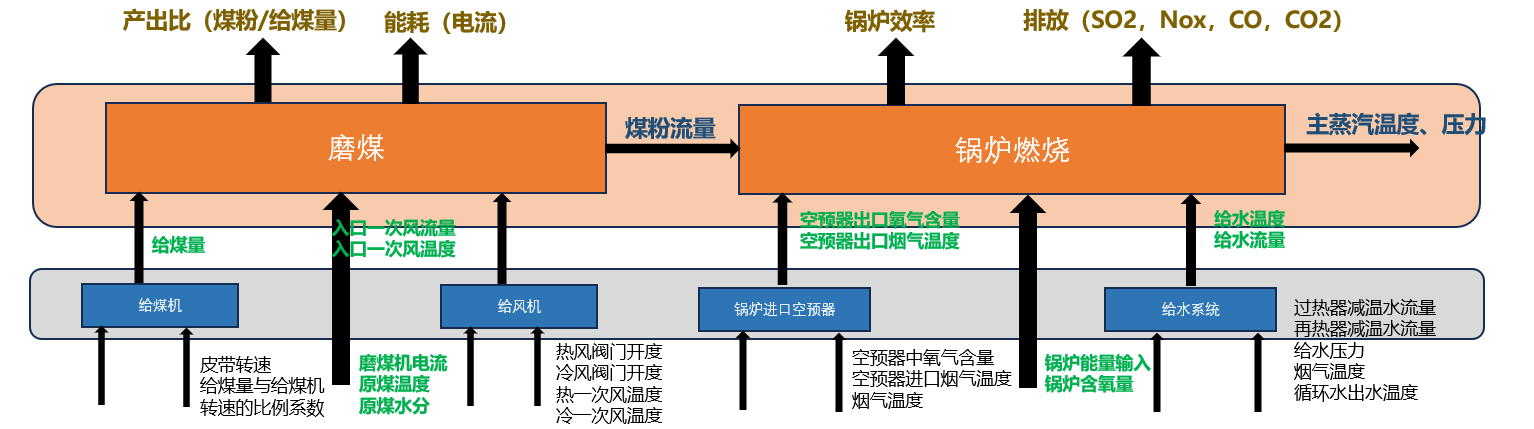 产出比（煤粉/给煤量）
能耗（电流）
锅炉效率
排放（SO2，Nox，CO，CO2）
磨煤
煤粉流量
锅炉燃烧
主蒸汽温度、压力
给煤量
入口一次风流量
入口一次风温度
空预器出口氧气含量
空预器出口烟气温度
给水温度
给水流量
给煤机
给风机
锅炉进口空预器
给水系统
皮带转速
给煤量与给煤机
转速的比例系数
磨煤机电流
原煤温度
原煤水分
热风阀门开度
冷风阀门开度
热一次风温度
冷一次风温度
空预器中氧气含量
空预器进口烟气温度
烟气温度
锅炉能量输入
锅炉含氧量
过热器减温水流量
再热器减温水流量
给水压力
烟气温度
循环水出水温度